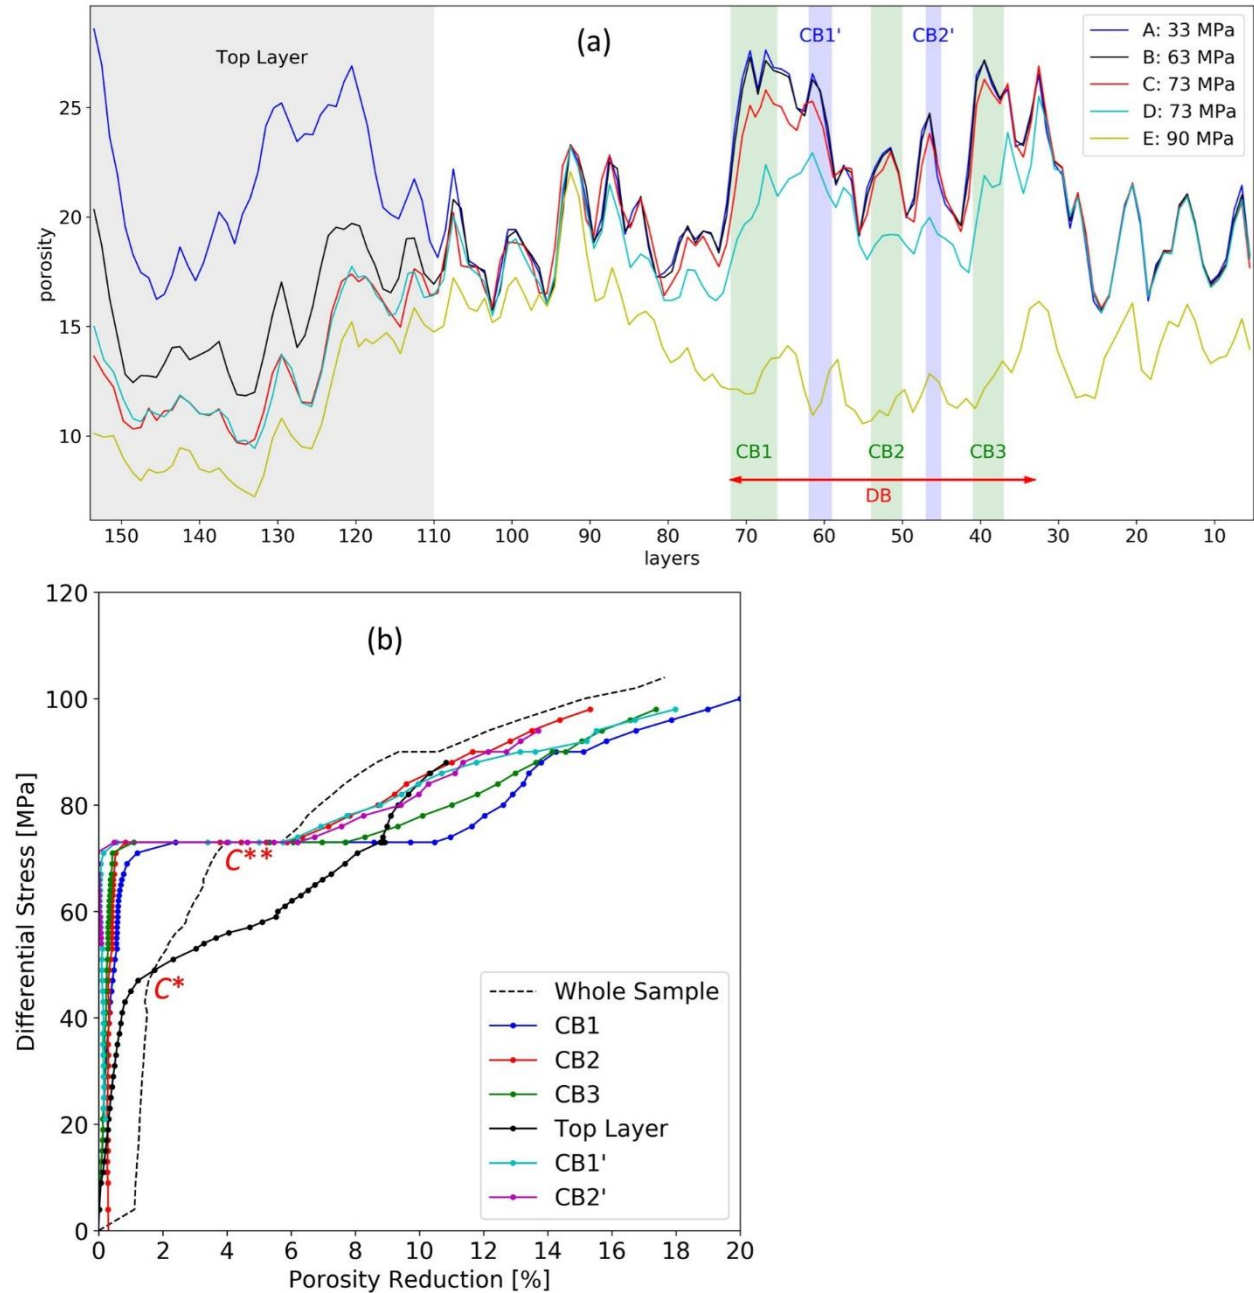 (a)
Top Layer
CB1'
CB2'
A: 33 MPa
B: 63 MPa
C: 73 MPa
D: 73 MPa
E: 90 MPa
porosity
25
20
15
10
CB1
CB2
CB3
DB
150 140 130 120 110 100 90 80 70 60 50 40 30 20 10
layers
(b)
Differential Stress [MPa]
120
100
80
60
40
20
0
C**
C*
Whole Sample
CB1
CB2
CB3
Top Layer
CB1'
CB2'
0 2 4 6 8 10 12 14 16 18 20
Porosity Reduction [%]